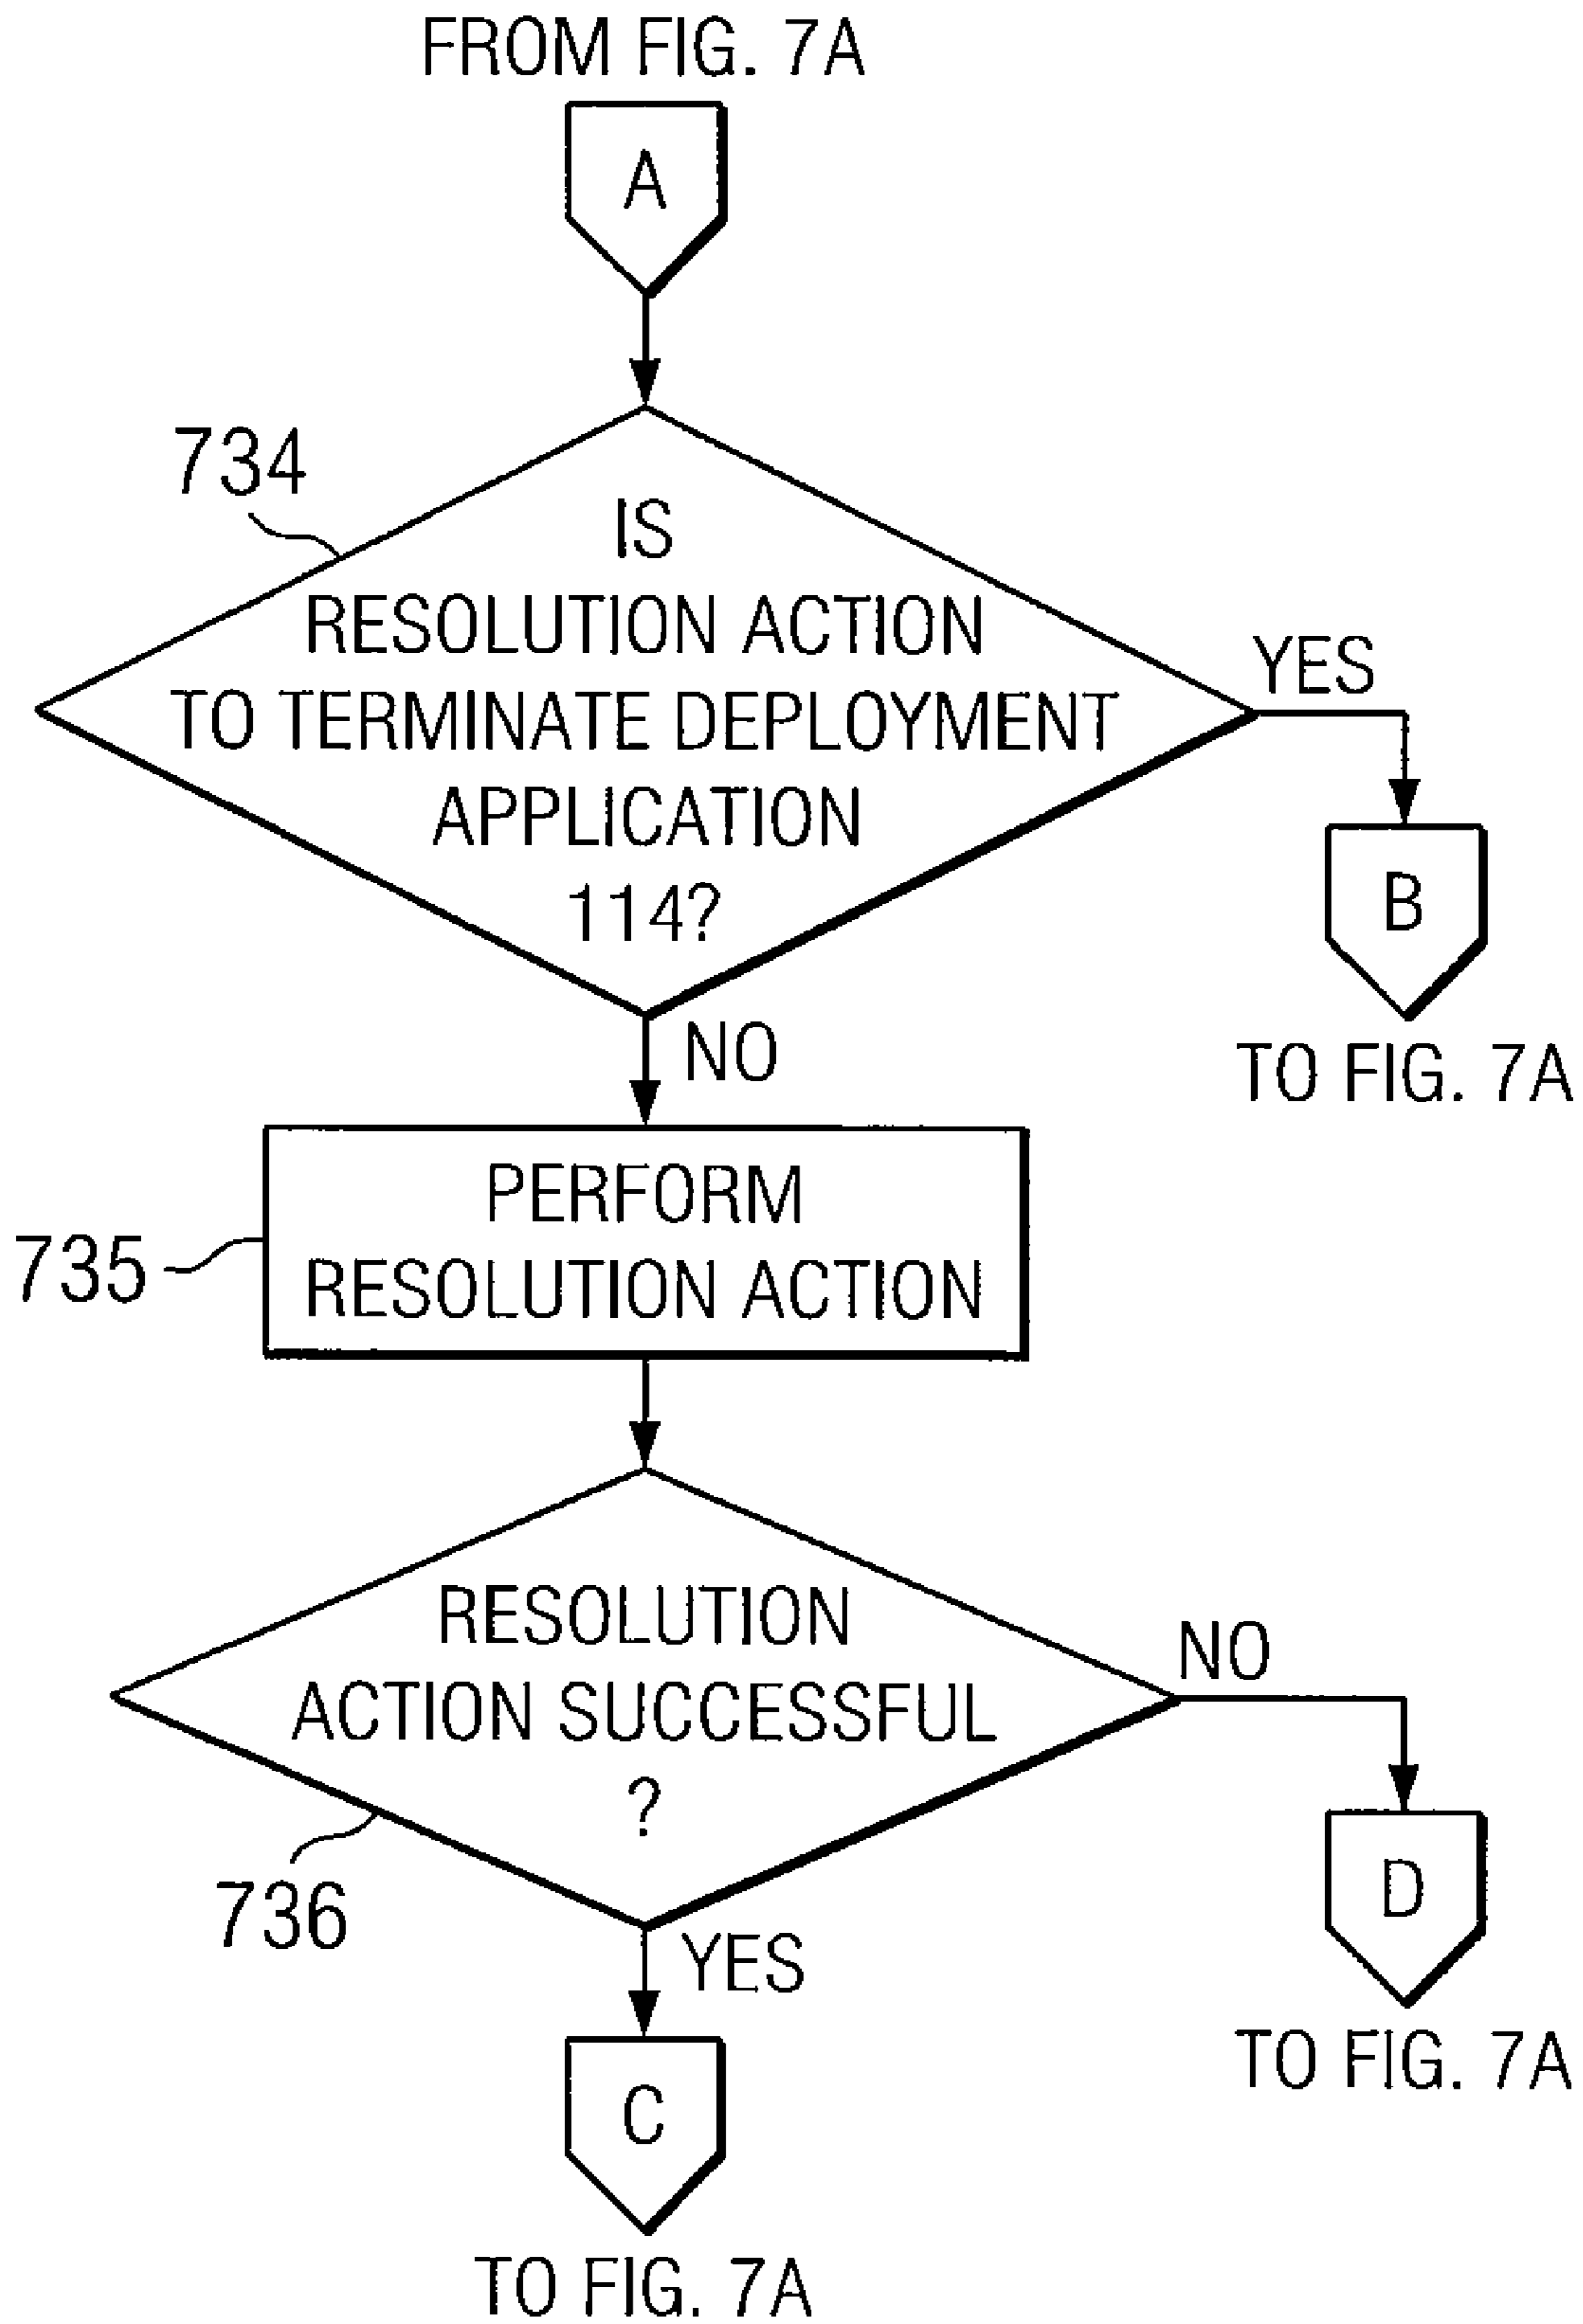 FROM FIG. 7A
A
734
IS
RESOLUTION ACTION
TO TERMINATE DEPLOYMENT
APPLICATION
114?
YES
B
TO FIG. 7A
NO
735
PERFORM
RESOLUTION ACTION
RESOLUTION
ACTION SUCCESSFUL
?
NO
D
TO FIG. 7A
736
YES
C
TO FIG. 7A